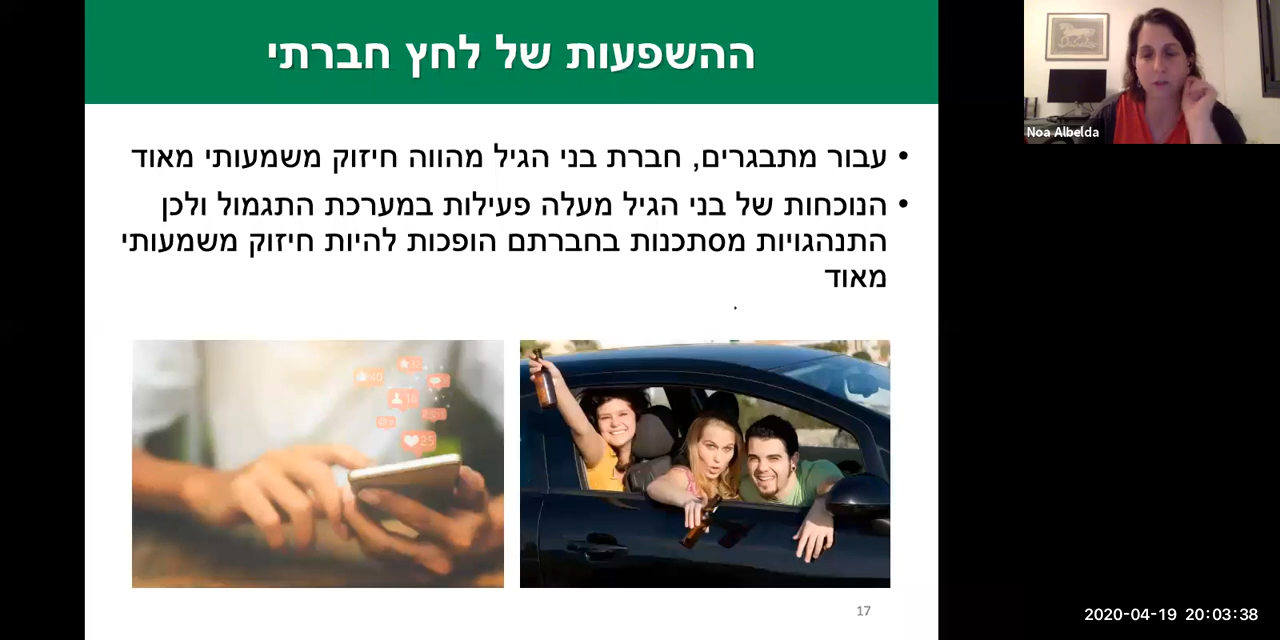 ההשפעות של לחץ חברתי
• עבור מתבגרים, חברת בני הגיל מהווה חיזוק משמעותי מאוד
• הנוכחות של בני הגיל מעלה פעילות במערכת התגמול ולכן
התנהגויות מסתכנות בחברתם הופכות להיות חיזוק משמעותי
מאוד
.
17
Noa Albelda
2020-04-19 20:03:38